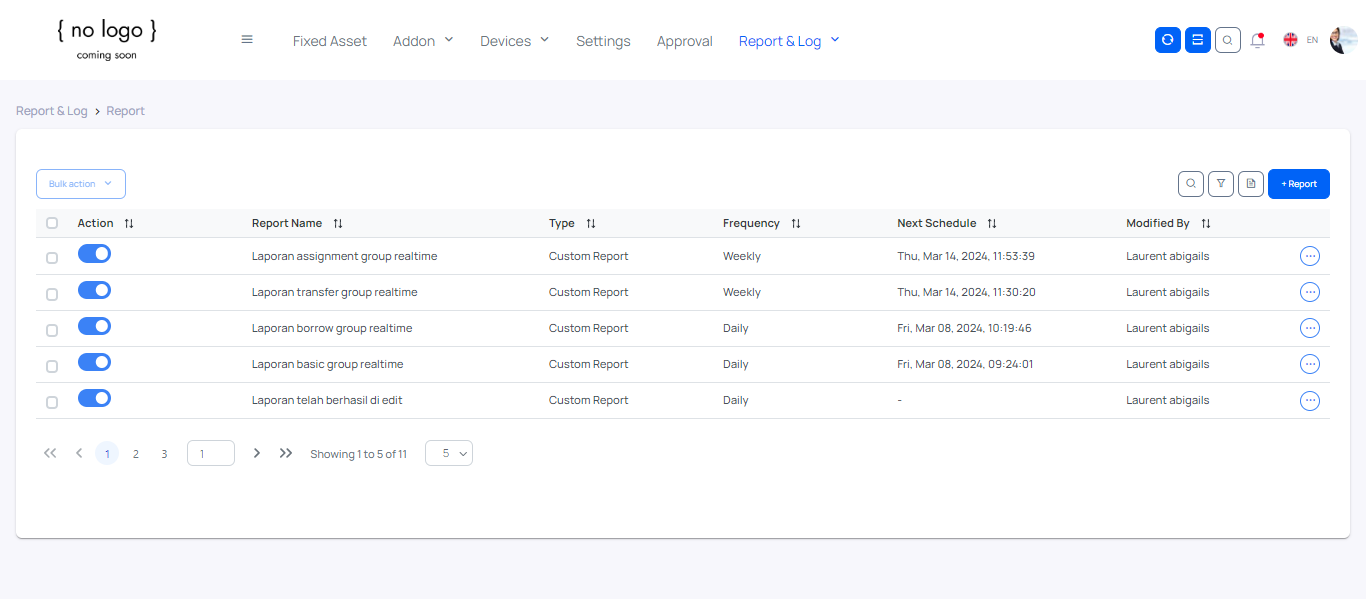 { no logo }
coming soon
Fixed Asset Addon Devices Settings Approval Report & Log EN
Report & Log > Report
Bulk action + Report
Action Report Name Type Frequency Next Schedule Modified By
Laporan assignment group realtime Custom Report Weekly Thu, Mar 14, 2024, 11:53:39 Laurent abigails
Laporan transfer group realtime Custom Report Weekly Thu, Mar 14, 2024, 11:30:20 Laurent abigails
Laporan borrow group realtime Custom Report Daily Fri, Mar 08, 2024, 10:19:46 Laurent abigails
Laporan basic group realtime Custom Report Daily Fri, Mar 08, 2024, 09:24:01 Laurent abigails
Laporan telah berhasil di edit Custom Report Daily - Laurent abigails
1 2 3 1 Showing 1 to 5 of 11 5